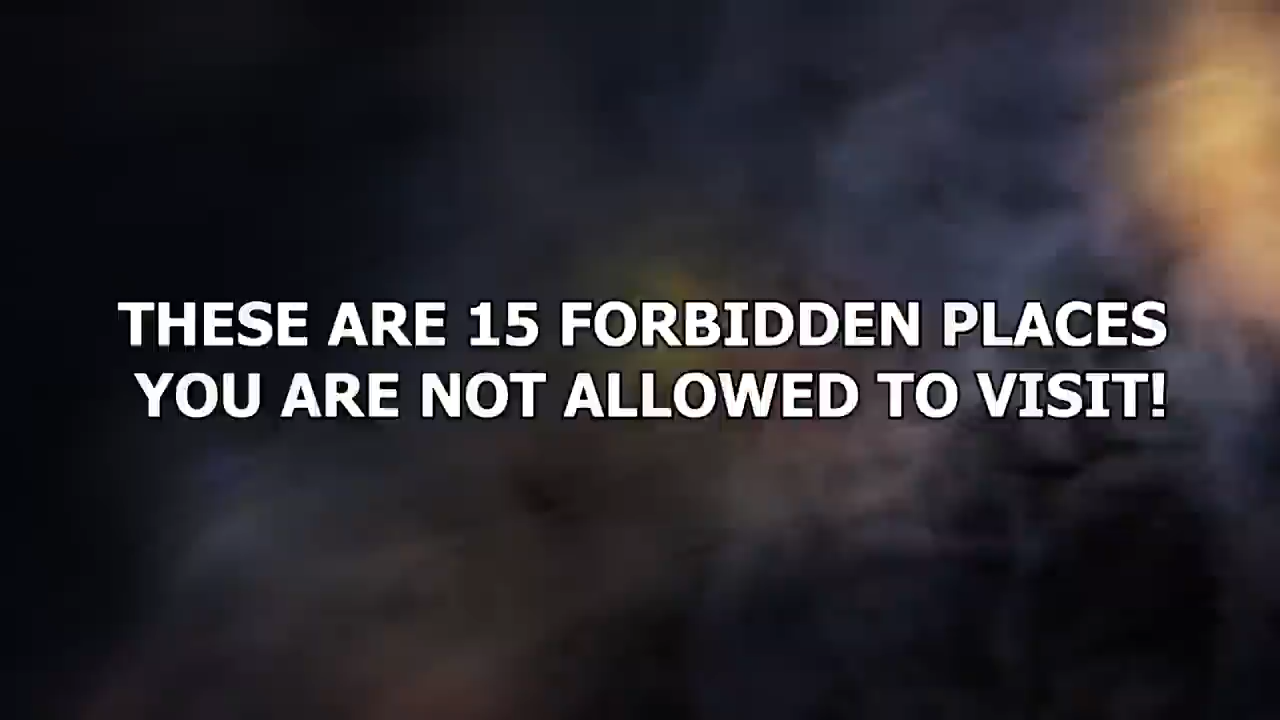 THESE ARE 15 FORBIDDEN PLACES
YOU ARE NOT ALLOWED TO VISIT!